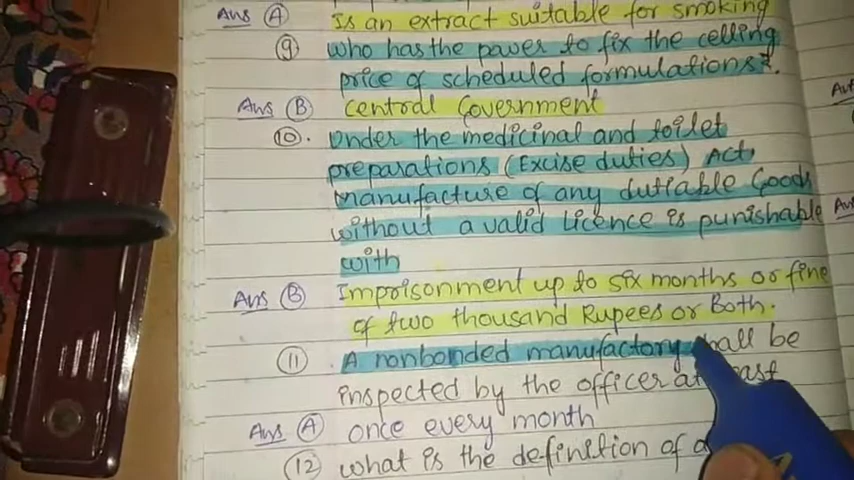 Ans Ⓐ Is an extract suitable for smoking
⑨ who has the paver to fix the celling
price of scheduled formulations?.
Ans Ⓑ Central Government
⑩. Under the medicinal and toilet
preparations (Excise duties) Act,
manufacture of any dutiable Goods
without a valid Licence is punishable
with
Ans Ⓑ Imprisonment up to six months or fine
of two thousand Rupees or Both.
⑪ . A nonbonded manufactory shall be
inspected by the officer at
Ans Ⓐ once every month
⑫ what is the definition of